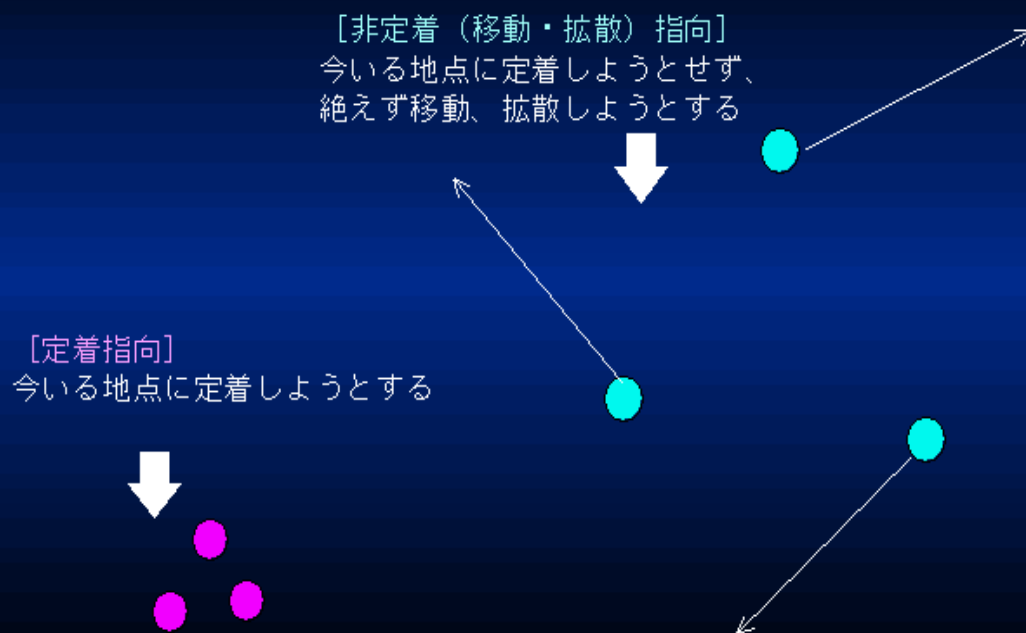 [非定着（移動・拡散）指向]
今いる地点に定着しようとせず、
絶えず移動、拡散しようとする
[定着指向]
今いる地点に定着しようとする